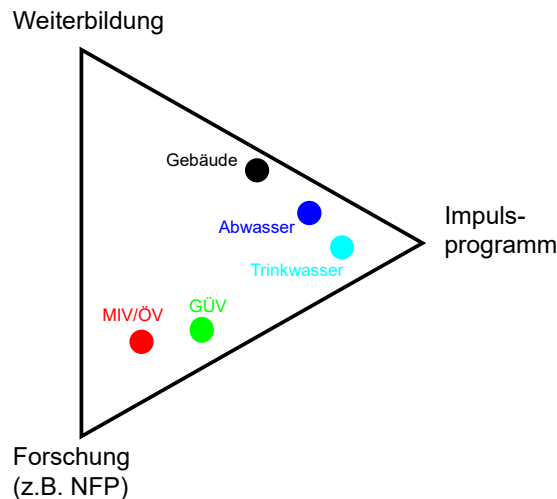 Weiterbildung
Gebäude
Impuls-
programm
Abwasser
Trinkwasser
MIV/ÖV
GÜV
Forschung
(z.B. NFP)